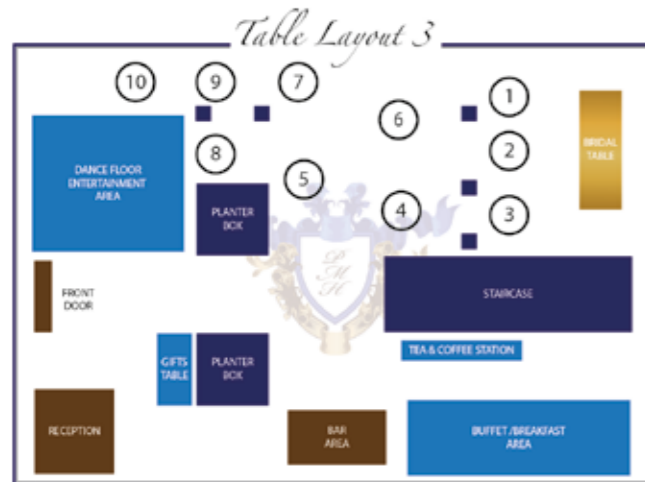 Table Layout 3
10
9
7
1
6
2
BRIDAL
TABLE
8
DANCE FLOOR
ENTERTAINMENT
AREA
5
PLANTER
BOX
4
3
P
M
H
FRONT
DOOR
STAIRCASE
TEA & COFFEE STATION
GIFTS
TABLE
PLANTER
BOX
RECEPTION
BAR
AREA
BUFFET /BREAKFAST
AREA